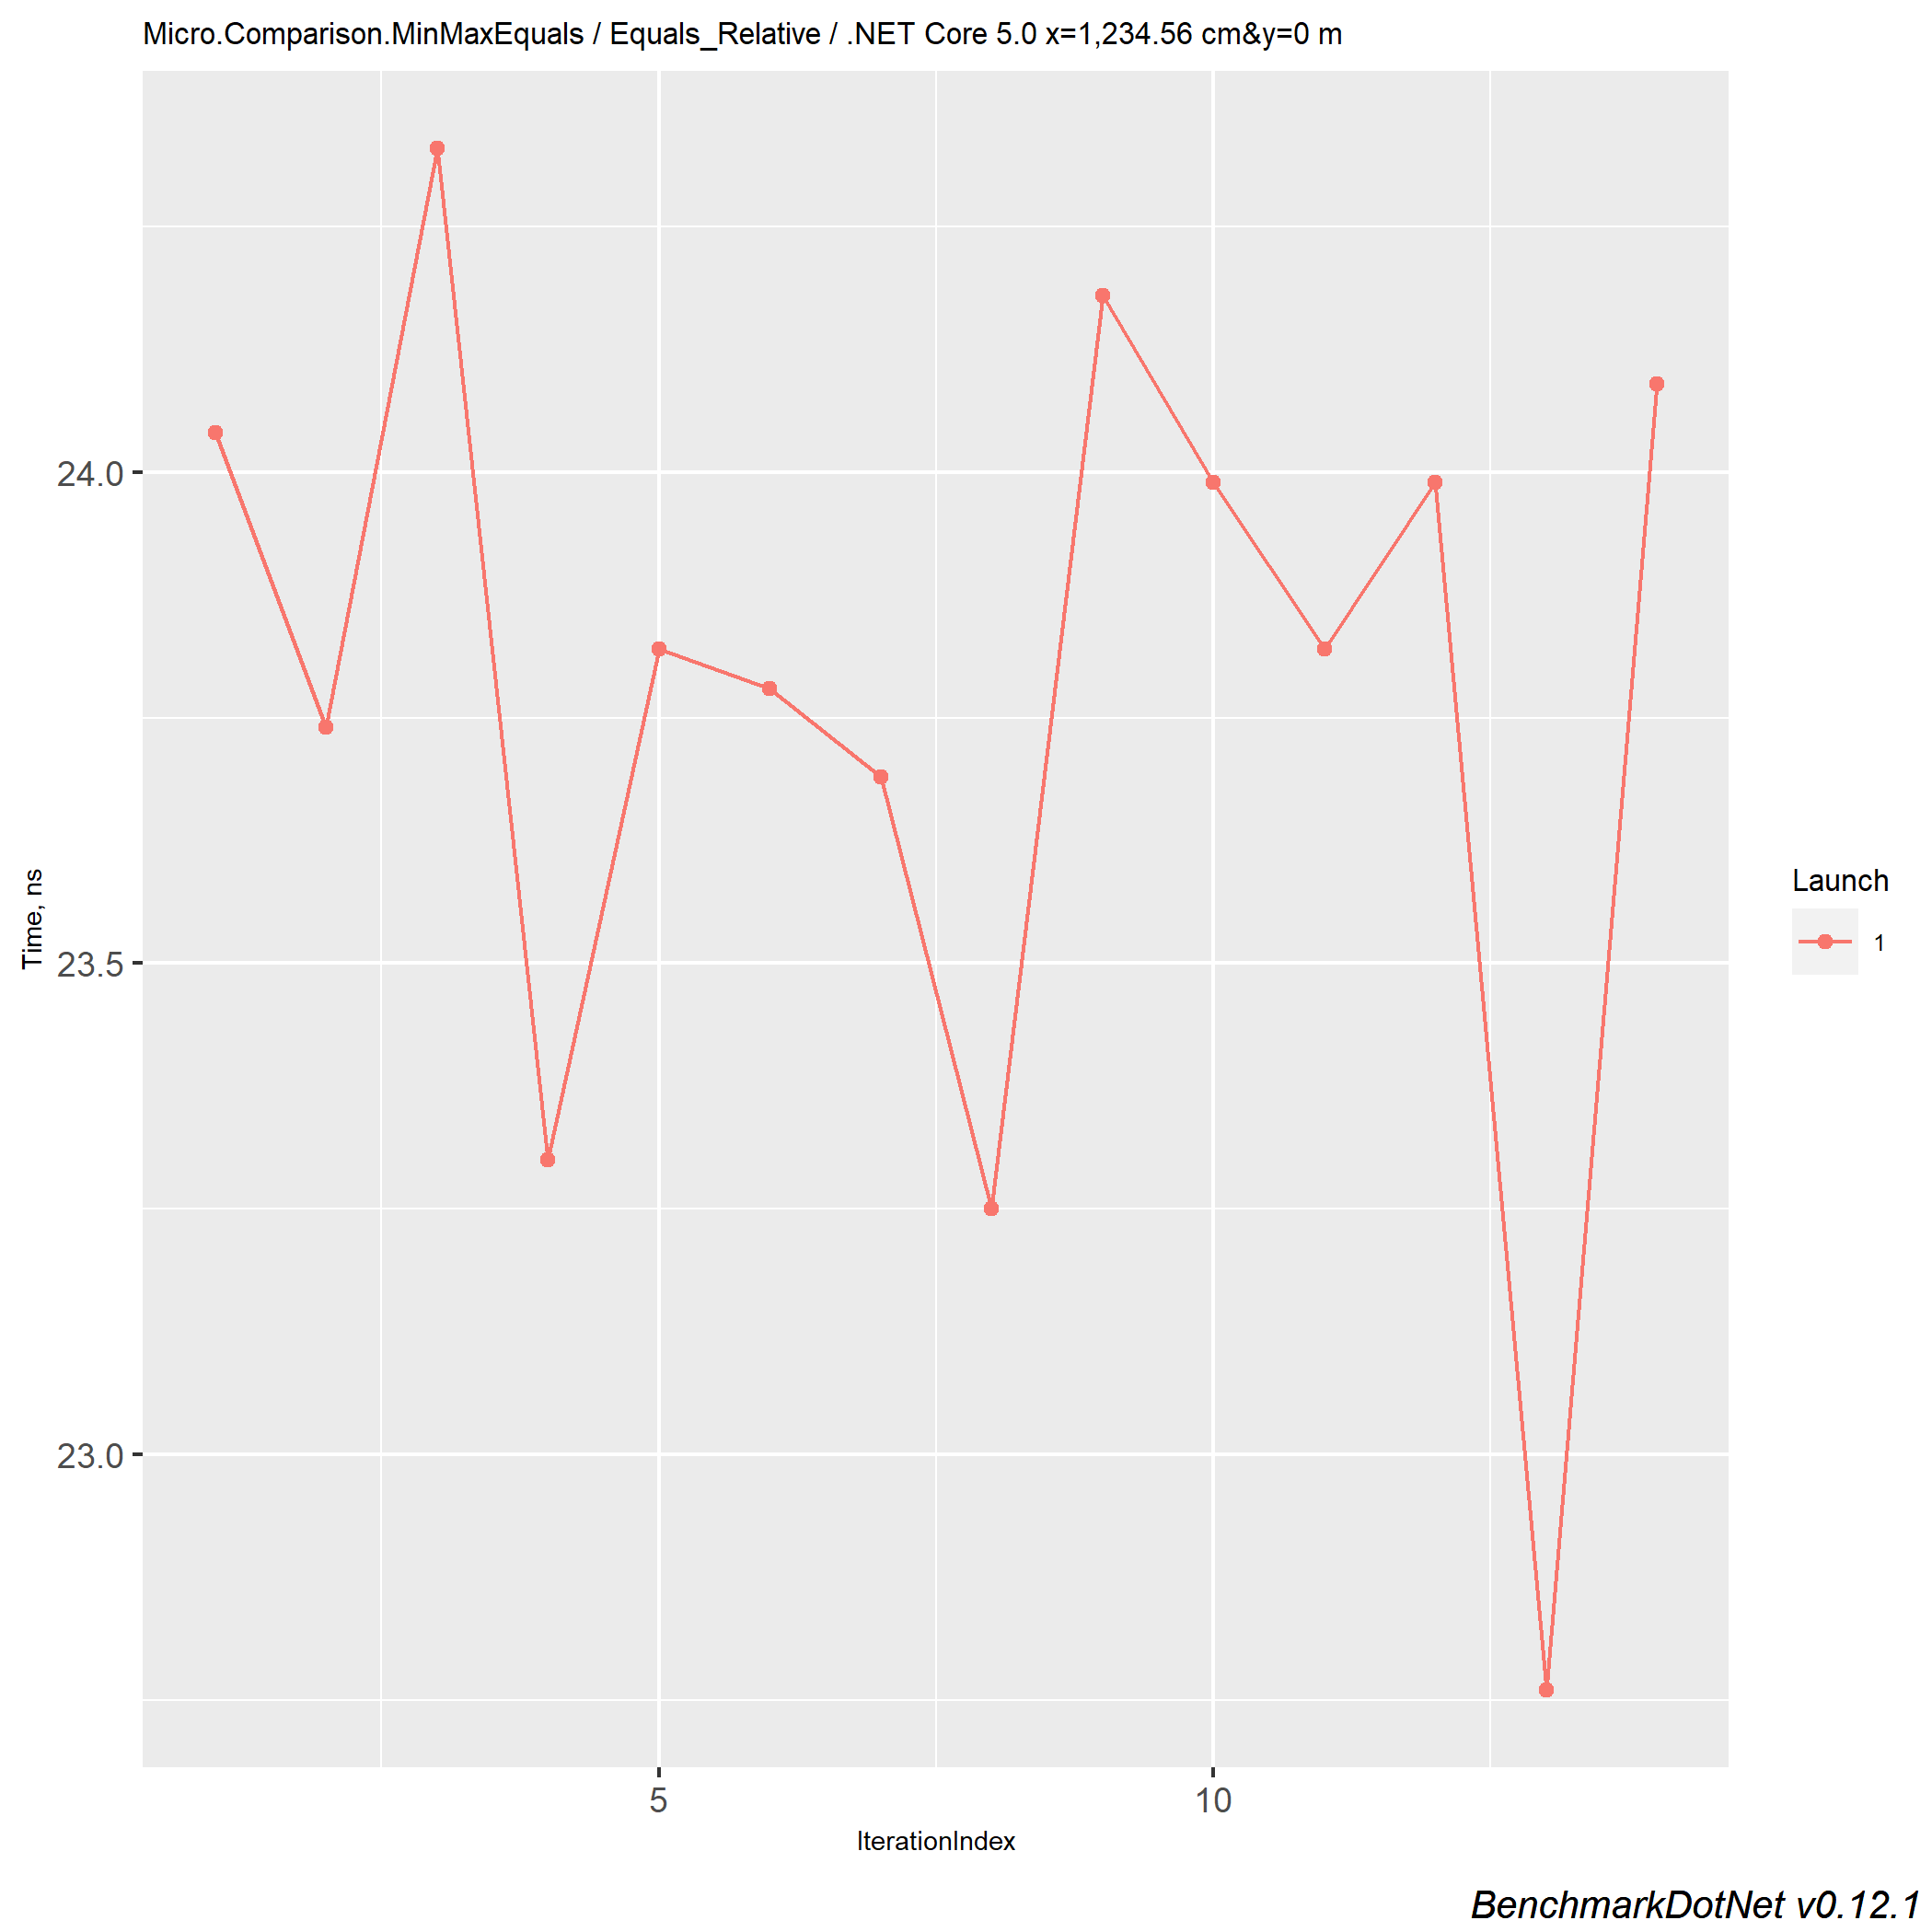 Micro.Comparison.MinMaxEquals / Equals_Relative / .NET Core 5.0 x=1,234.56 cm&y=0 m
24.0
23.5
23.0
Time, ns
5
10
IterationIndex
Launch
1
BenchmarkDotNet v0.12.1